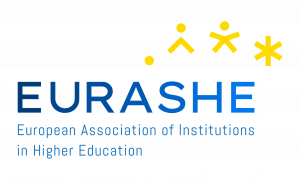 EURASHE
European Association of Institutions
in Higher Education